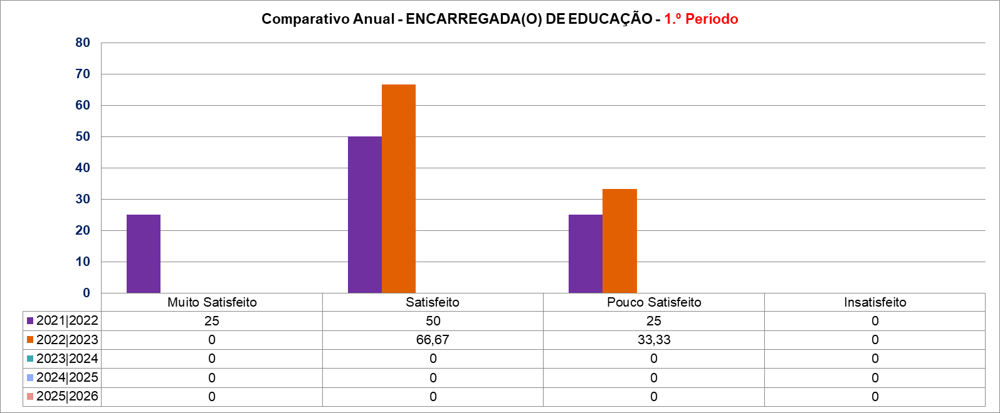 Comparativo Anual - ENCARREGADA(O) DE EDUCAÇÃO - 1.º Período
80
70
60
50
40
30
20
10
0
Muito Satisfeito Satisfeito Pouco Satisfeito Insatisfeito
2021|2022 25 50 25 0
2022|2023 0 66,67 33,33 0
2023|2024 0 0 0 0
2024|2025 0 0 0 0
2025|2026 0 0 0 0